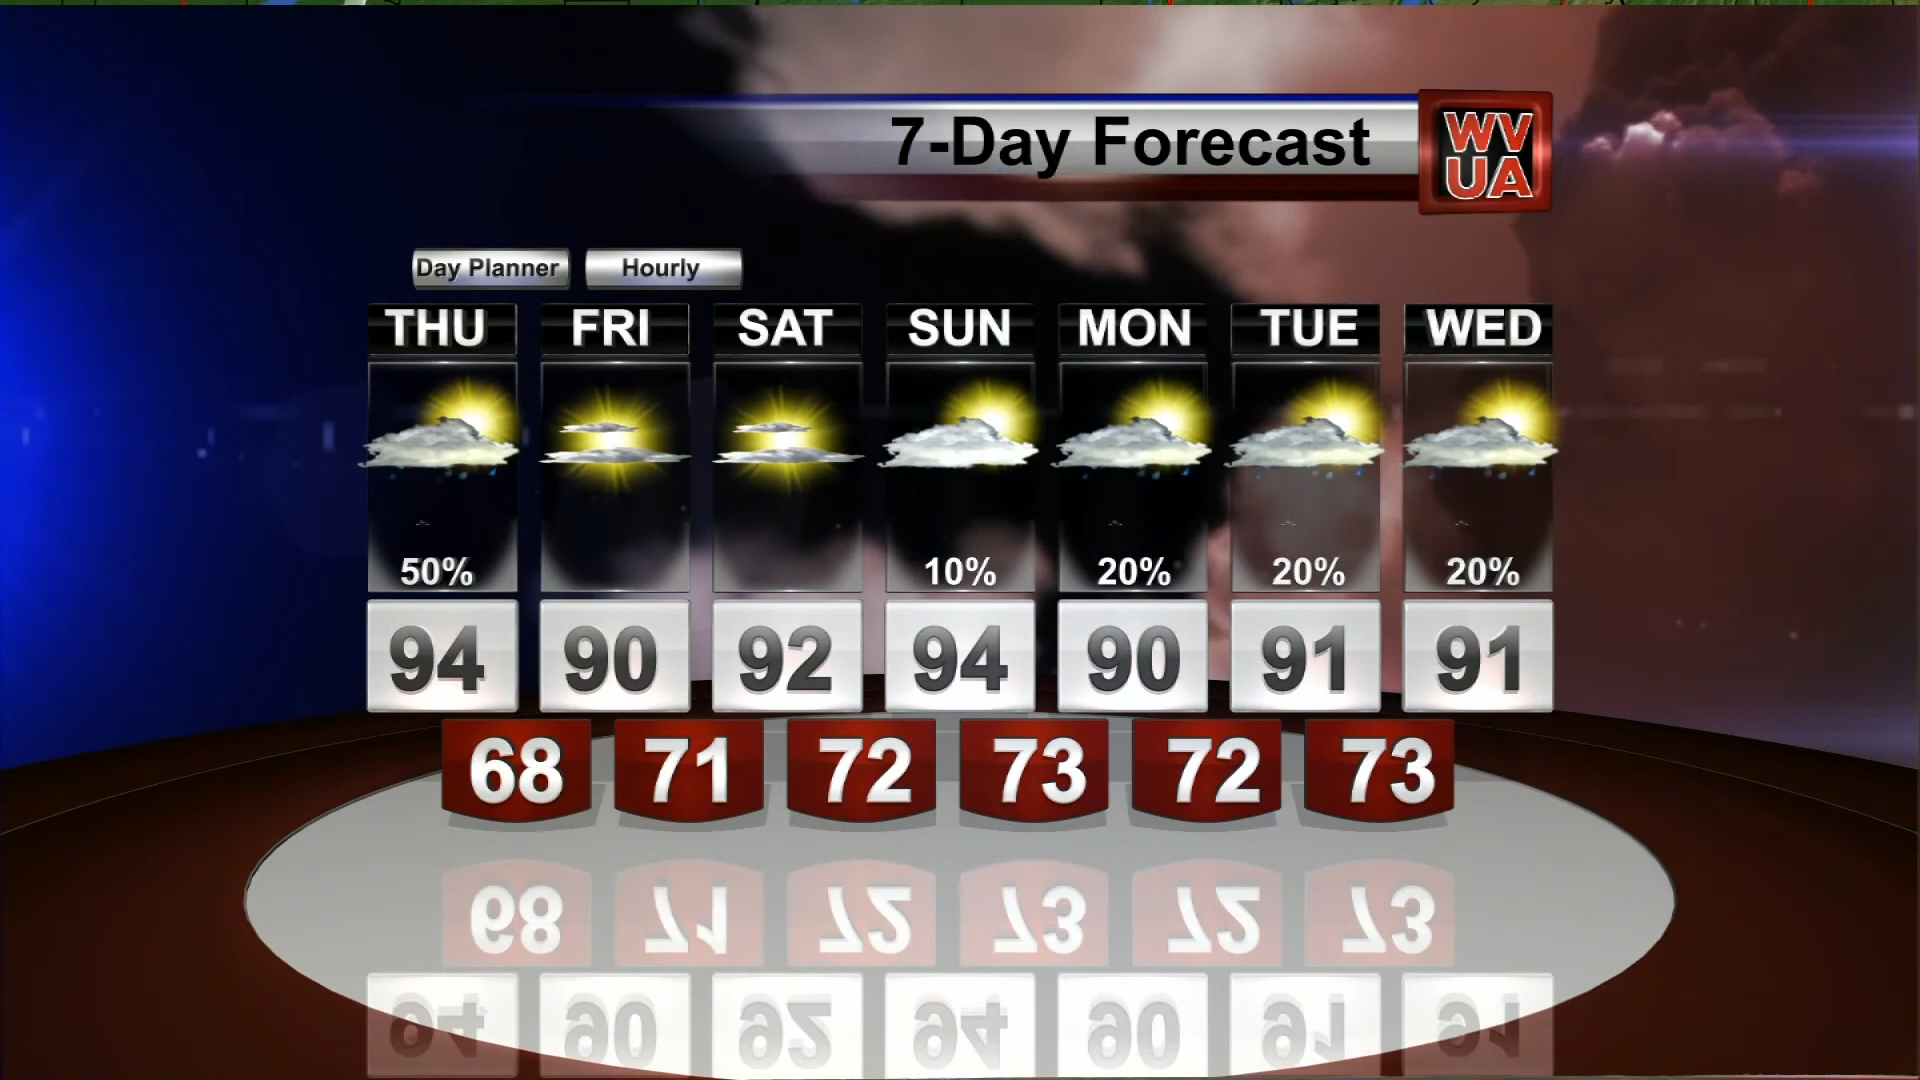 7-Day Forecast
WV
UA
Day Planner Hourly
THU FRI SAT SUN MON TUE WED
50% 10% 20% 20% 20%
94 90 92 94 90 91 91
68 71 72 73 72 73